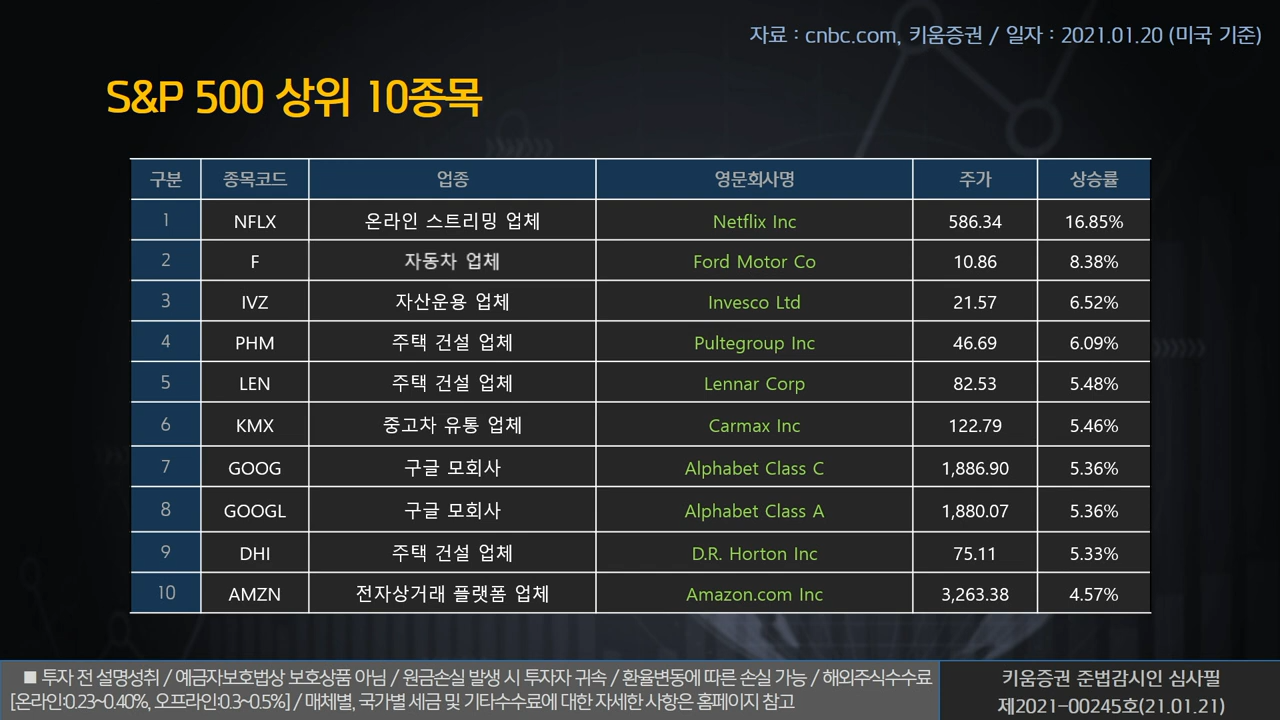 자료 : cnbc.com, 키움증권 / 일자 : 2021.01.20 (미국 기준)
S&P 500 상위 10종목
구분 종목코드 업종 영문회사명 주가 상승률
1 NFLX 온라인 스트리밍 업체 Netflix Inc 586.34 16.85%
2 F 자동차 업체 Ford Motor Co 10.86 8.38%
3 IVZ 자산운용 업체 Invesco Ltd 21.57 6.52%
4 PHM 주택 건설 업체 Pultegroup Inc 46.69 6.09%
5 LEN 주택 건설 업체 Lennar Corp 82.53 5.48%
6 KMX 중고차 유통 업체 Carmax Inc 122.79 5.46%
7 GOOG 구글 모회사 Alphabet Class C 1,886.90 5.36%
8 GOOGL 구글 모회사 Alphabet Class A 1,880.07 5.36%
9 DHI 주택 건설 업체 D.R. Horton Inc 75.11 5.33%
10 AMZN 전자상거래 플랫폼 업체 Amazon.com Inc 3,263.38 4.57%
■ 투자 전 설명성취 / 예금자보호법상 보호상품 아님 / 원금손실 발생 시 투자자 귀속 / 환율변동에 따른 손실 가능 / 해외주식수수료
[온라인:0.23~0.40%, 오프라인:0.3~0.5%] / 매체별, 국가별 세금 및 기타수수료에 대한 자세한 사항은 홈페이지 참고
키움증권 준법감시인 심사필
제2021-00245호(21.01.21)